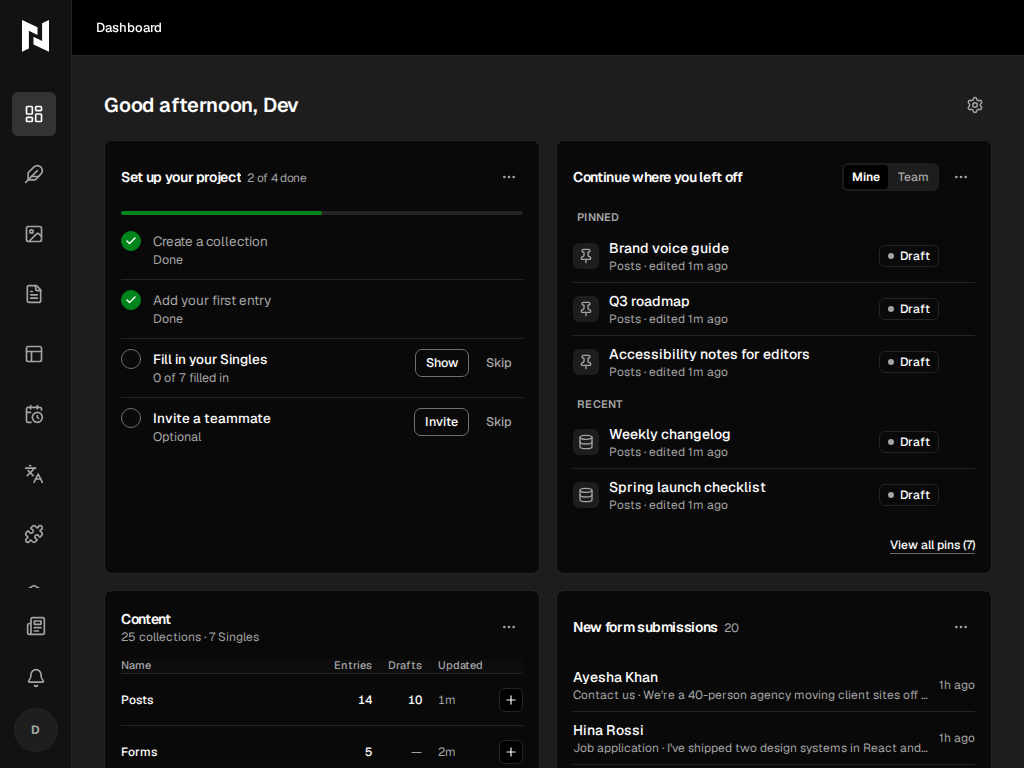 Dashboard
Good afternoon, Dev
Set up your project 2 of 4 done
Create a collection
Done
Add your first entry
Done
Fill in your Singles
0 of 7 filled in
Show
Skip
Invite a teammate
Optional
Invite
Skip
Continue where you left off
Mine
Team
PINNED
Brand voice guide
Posts · edited 1m ago
Draft
Q3 roadmap
Posts · edited 1m ago
Draft
Accessibility notes for editors
Posts · edited 1m ago
Draft
RECENT
Weekly changelog
Posts · edited 1m ago
Draft
Spring launch checklist
Posts · edited 1m ago
Draft
View all pins (7)
Content
25 collections · 7 Singles
Name Entries Drafts Updated
Posts 14 10 1m
Forms 5 — 2m
New form submissions 20
Ayesha Khan
Contact us · We're a 40-person agency moving client sites off ...
1h ago
Hina Rossi
Job application · I've shipped two design systems in React and...
1h ago
D